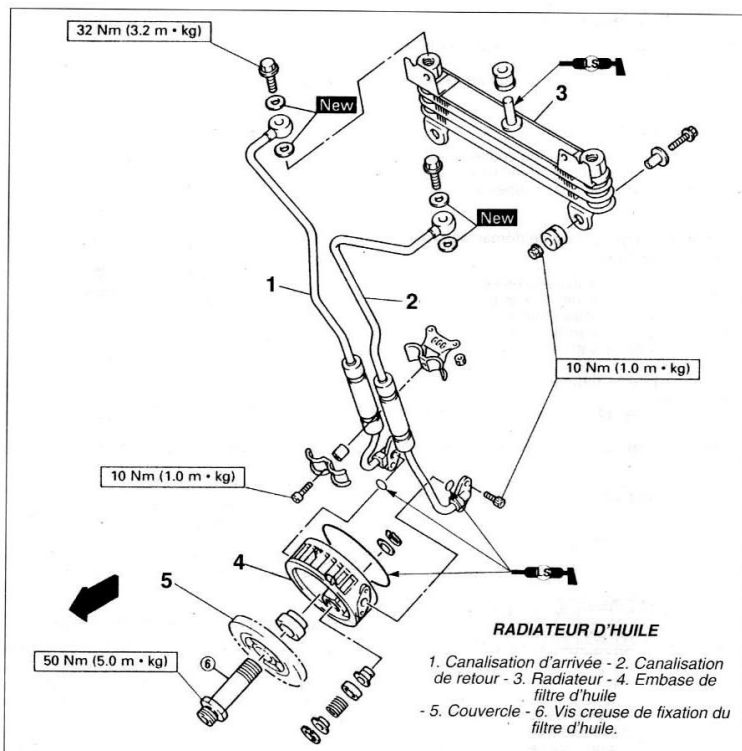 32 Nm (3.2 m • kg)
LS
New
3
New
1
2
10 Nm (1.0 m • kg)
10 Nm (1.0 m • kg)
4
LS
5
50 Nm (5.0 m • kg)
6
RADIATEUR D'HUILE
1. Canalisation d'arrivée - 2. Canalisation
de retour - 3. Radiateur - 4. Embase de
filtre d'huile
- 5. Couvercle - 6. Vis creuse de fixation du
filtre d'huile.